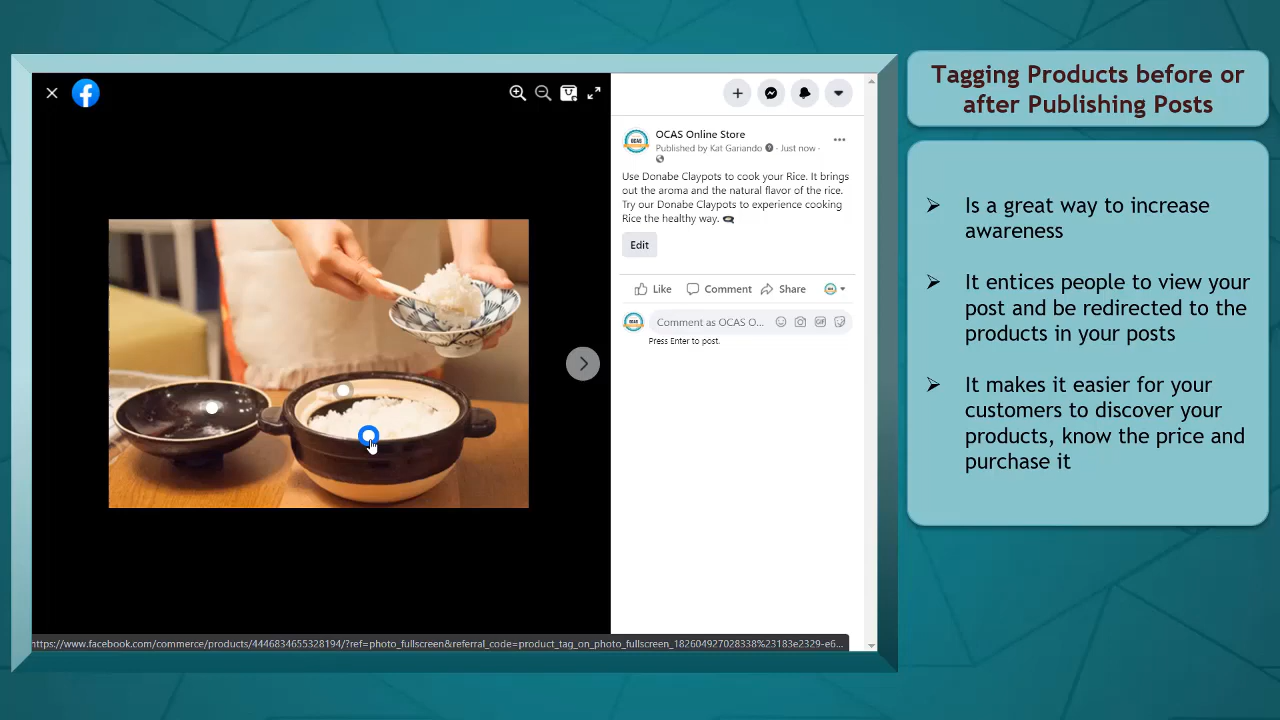 Tagging Products before or
after Publishing Posts
OCAS Online Store
Published by Kat Gariando · Just now ·
Use Donabe Claypots to cook your Rice. It brings
out the aroma and the natural flavor of the rice.
Try our Donabe Claypots to experience cooking
Rice the healthy way.
Edit
Like Comment Share
Comment as OCAS O...
Press Enter to post.
https://www.facebook.com/commerce/products/4446834655328194/?ref=photo_fullscreen&referral_code=product_tag_on_photo_fullscreen_182604927028338%23183e2329-e6...
➢ Is a great way to increase
awareness
➢ It entices people to view your
post and be redirected to the
products in your posts
➢ It makes it easier for your
customers to discover your
products, know the price and
purchase it